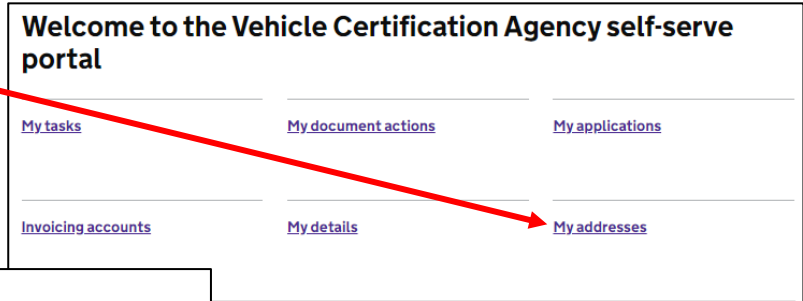 Welcome to the Vehicle Certification Agency self-serve
portal
My tasks
My document actions
My applications
Invoicing accounts
My details
My addresses